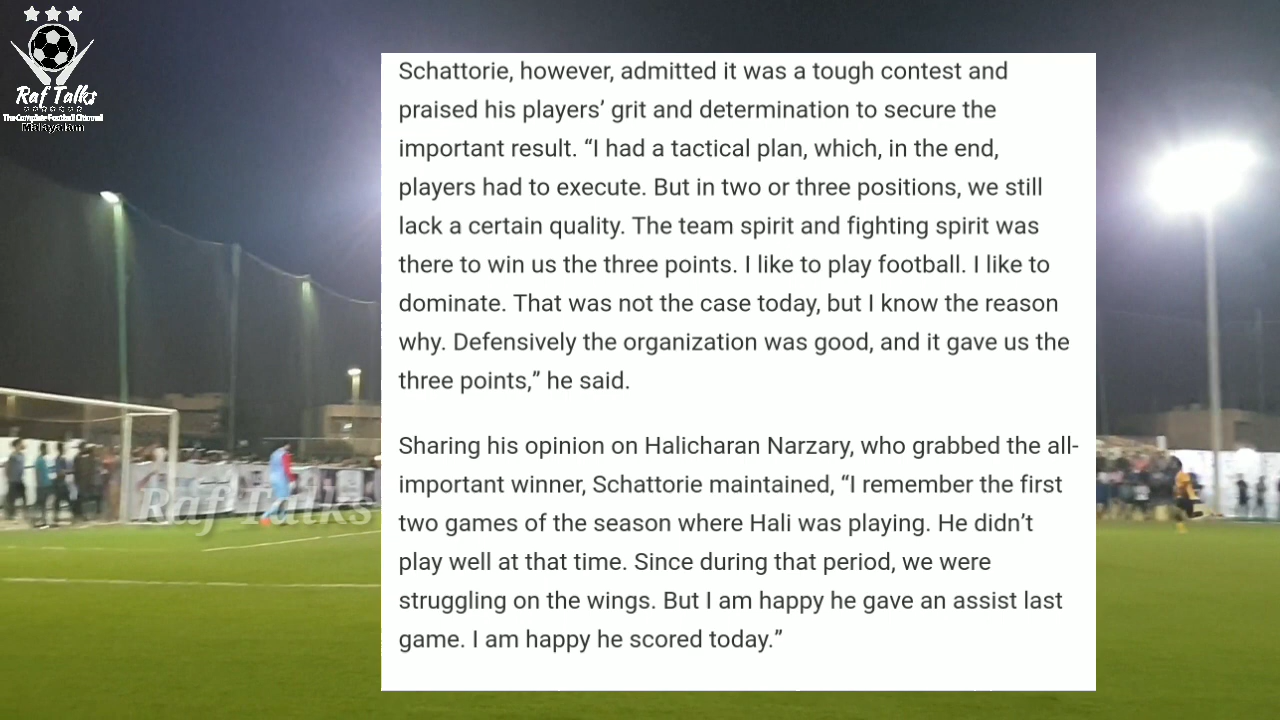 Raf Talks
The Complete Football Channel
Malayalam
Schattorie, however, admitted it was a tough contest and
praised his players’ grit and determination to secure the
important result. “I had a tactical plan, which, in the end,
players had to execute. But in two or three positions, we still
lack a certain quality. The team spirit and fighting spirit was
there to win us the three points. I like to play football. I like to
dominate. That was not the case today, but I know the reason
why. Defensively the organization was good, and it gave us the
three points,” he said.
Sharing his opinion on Halicharan Narzary, who grabbed the all-
important winner, Schattorie maintained, “I remember the first
two games of the season where Hali was playing. He didn’t
play well at that time. Since during that period, we were
struggling on the wings. But I am happy he gave an assist last
game. I am happy he scored today.”
Raf Talks